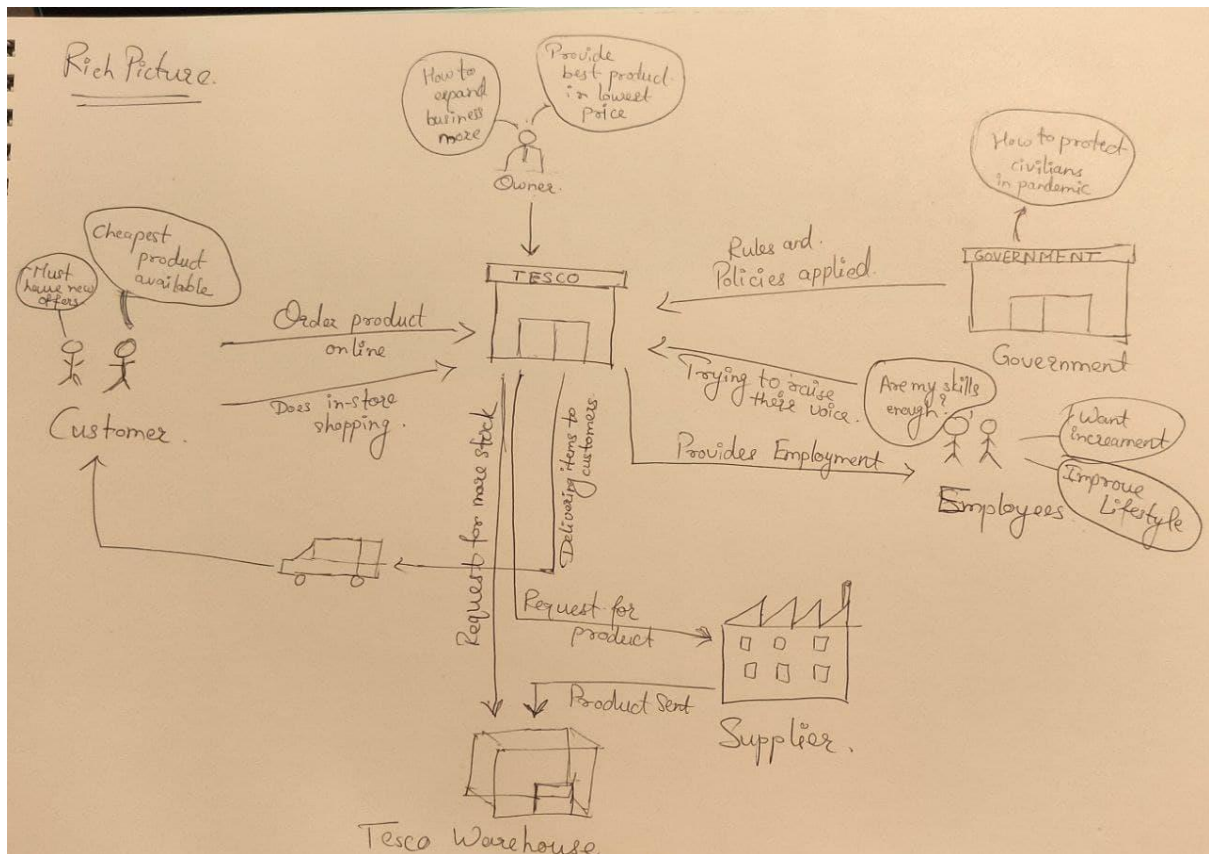 Rich Picture.
How to
expand
business
more
Provide
best product
in lowest
price
Owner.
How to protect
civilians
in pandemic
Cheapest
product
available
Must
have new
offers
Rules and
Policies applied.
GOVERNMENT
Government
TESCO
Order product
online
Does in-store
shopping.
Customer.
Trying to raise
there voice.
Are my skills
enough?
Provides Employment
Want
increament
Improve
Lifestyle
Employees.
Request for more stock
Delivering items to
customers.
Request for
product
Product Sent
Supplier.
Tesco Warehouse.